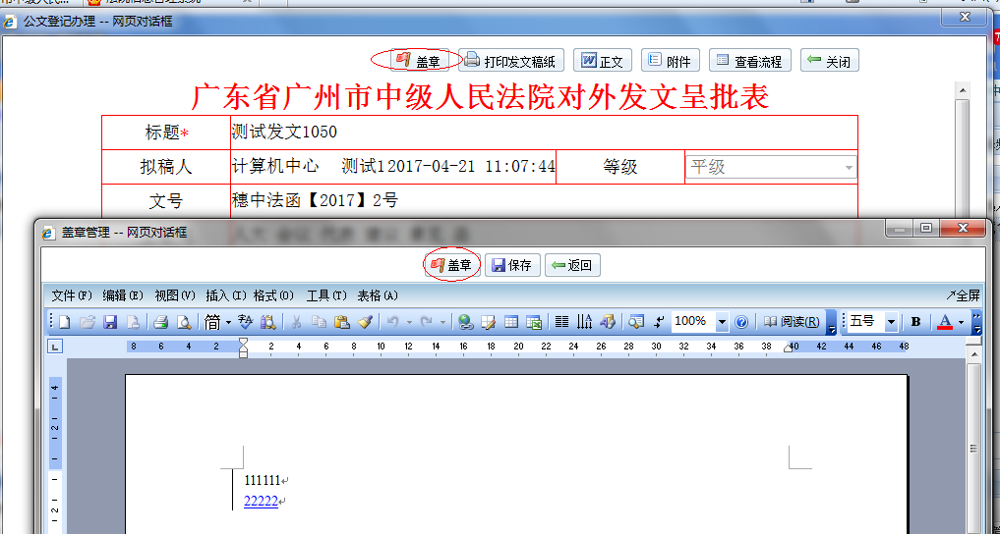 公文登记办理 -- 网页对话框
盖章 打印发文稿纸 正文 附件 查看流程 关闭
广东省广州市中级人民法院对外发文呈批表
标题* 测试发文1050
拟稿人 计算机中心 测试12017-04-21 11:07:44 等级 平级
文号 穗中法函【2017】2号
盖章管理 -- 网页对话框
盖章 保存 返回
文件(F) 编辑(E) 视图(V) 插入(I) 格式(O) 工具(T) 表格(A) 全屏
简 100% 阅读(R) 五号 B A
8 6 4 2 2 4 6 8 10 12 14 16 18 20 22 24 26 28 30 32 34 36 38 40 42 44 46 48
4
2
2
111111
22222